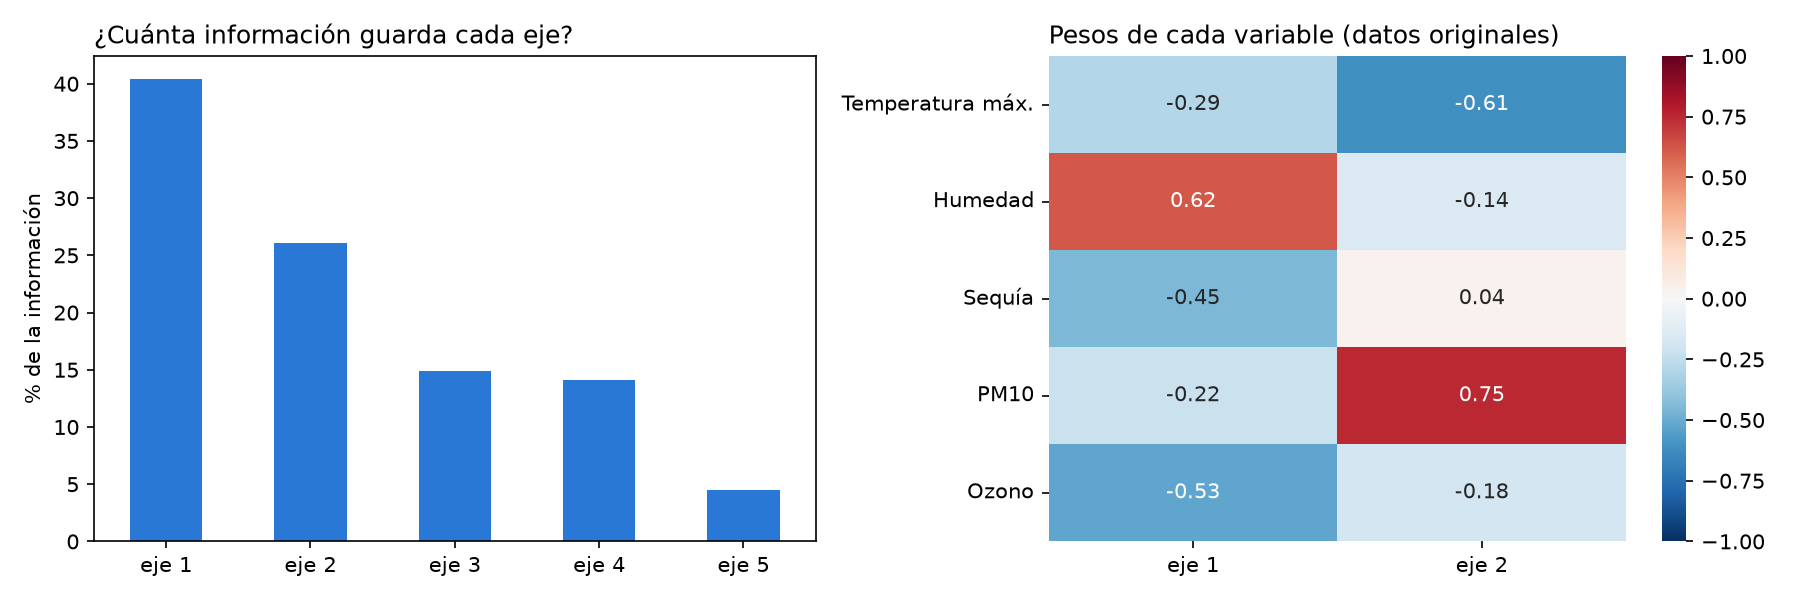 ¿Cuánta información guarda cada eje?
% de la información
40
35
30
25
20
15
10
5
0
eje 1
eje 2
eje 3
eje 4
eje 5
Pesos de cada variable (datos originales)
Temperatura máx.
-0.29
-0.61
Humedad
0.62
-0.14
Sequía
-0.45
0.04
PM10
-0.22
0.75
Ozono
-0.53
-0.18
eje 1
eje 2
1.00
0.75
0.50
0.25
0.00
−0.25
−0.50
−0.75
−1.00